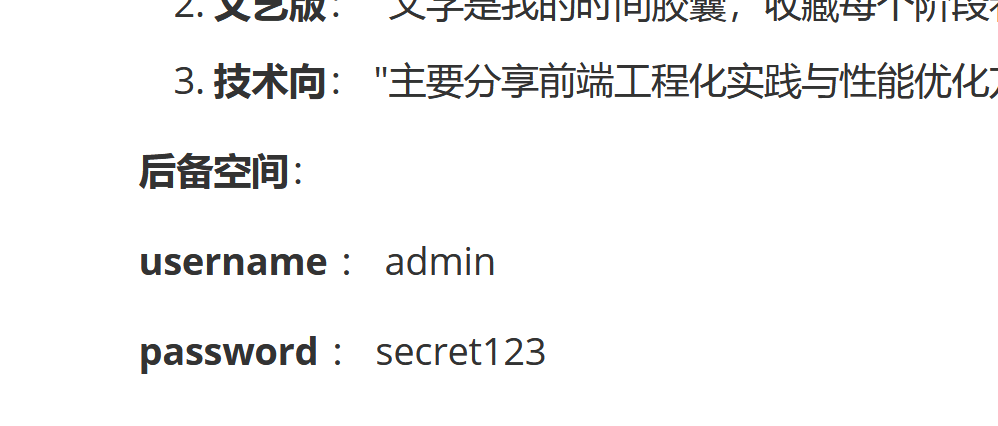 2. 文艺版： "文字是我的时间胶囊，收藏每个阶段
3. 技术向： "主要分享前端工程化实践与性能优化
后备空间：
username ： admin
password ： secret123